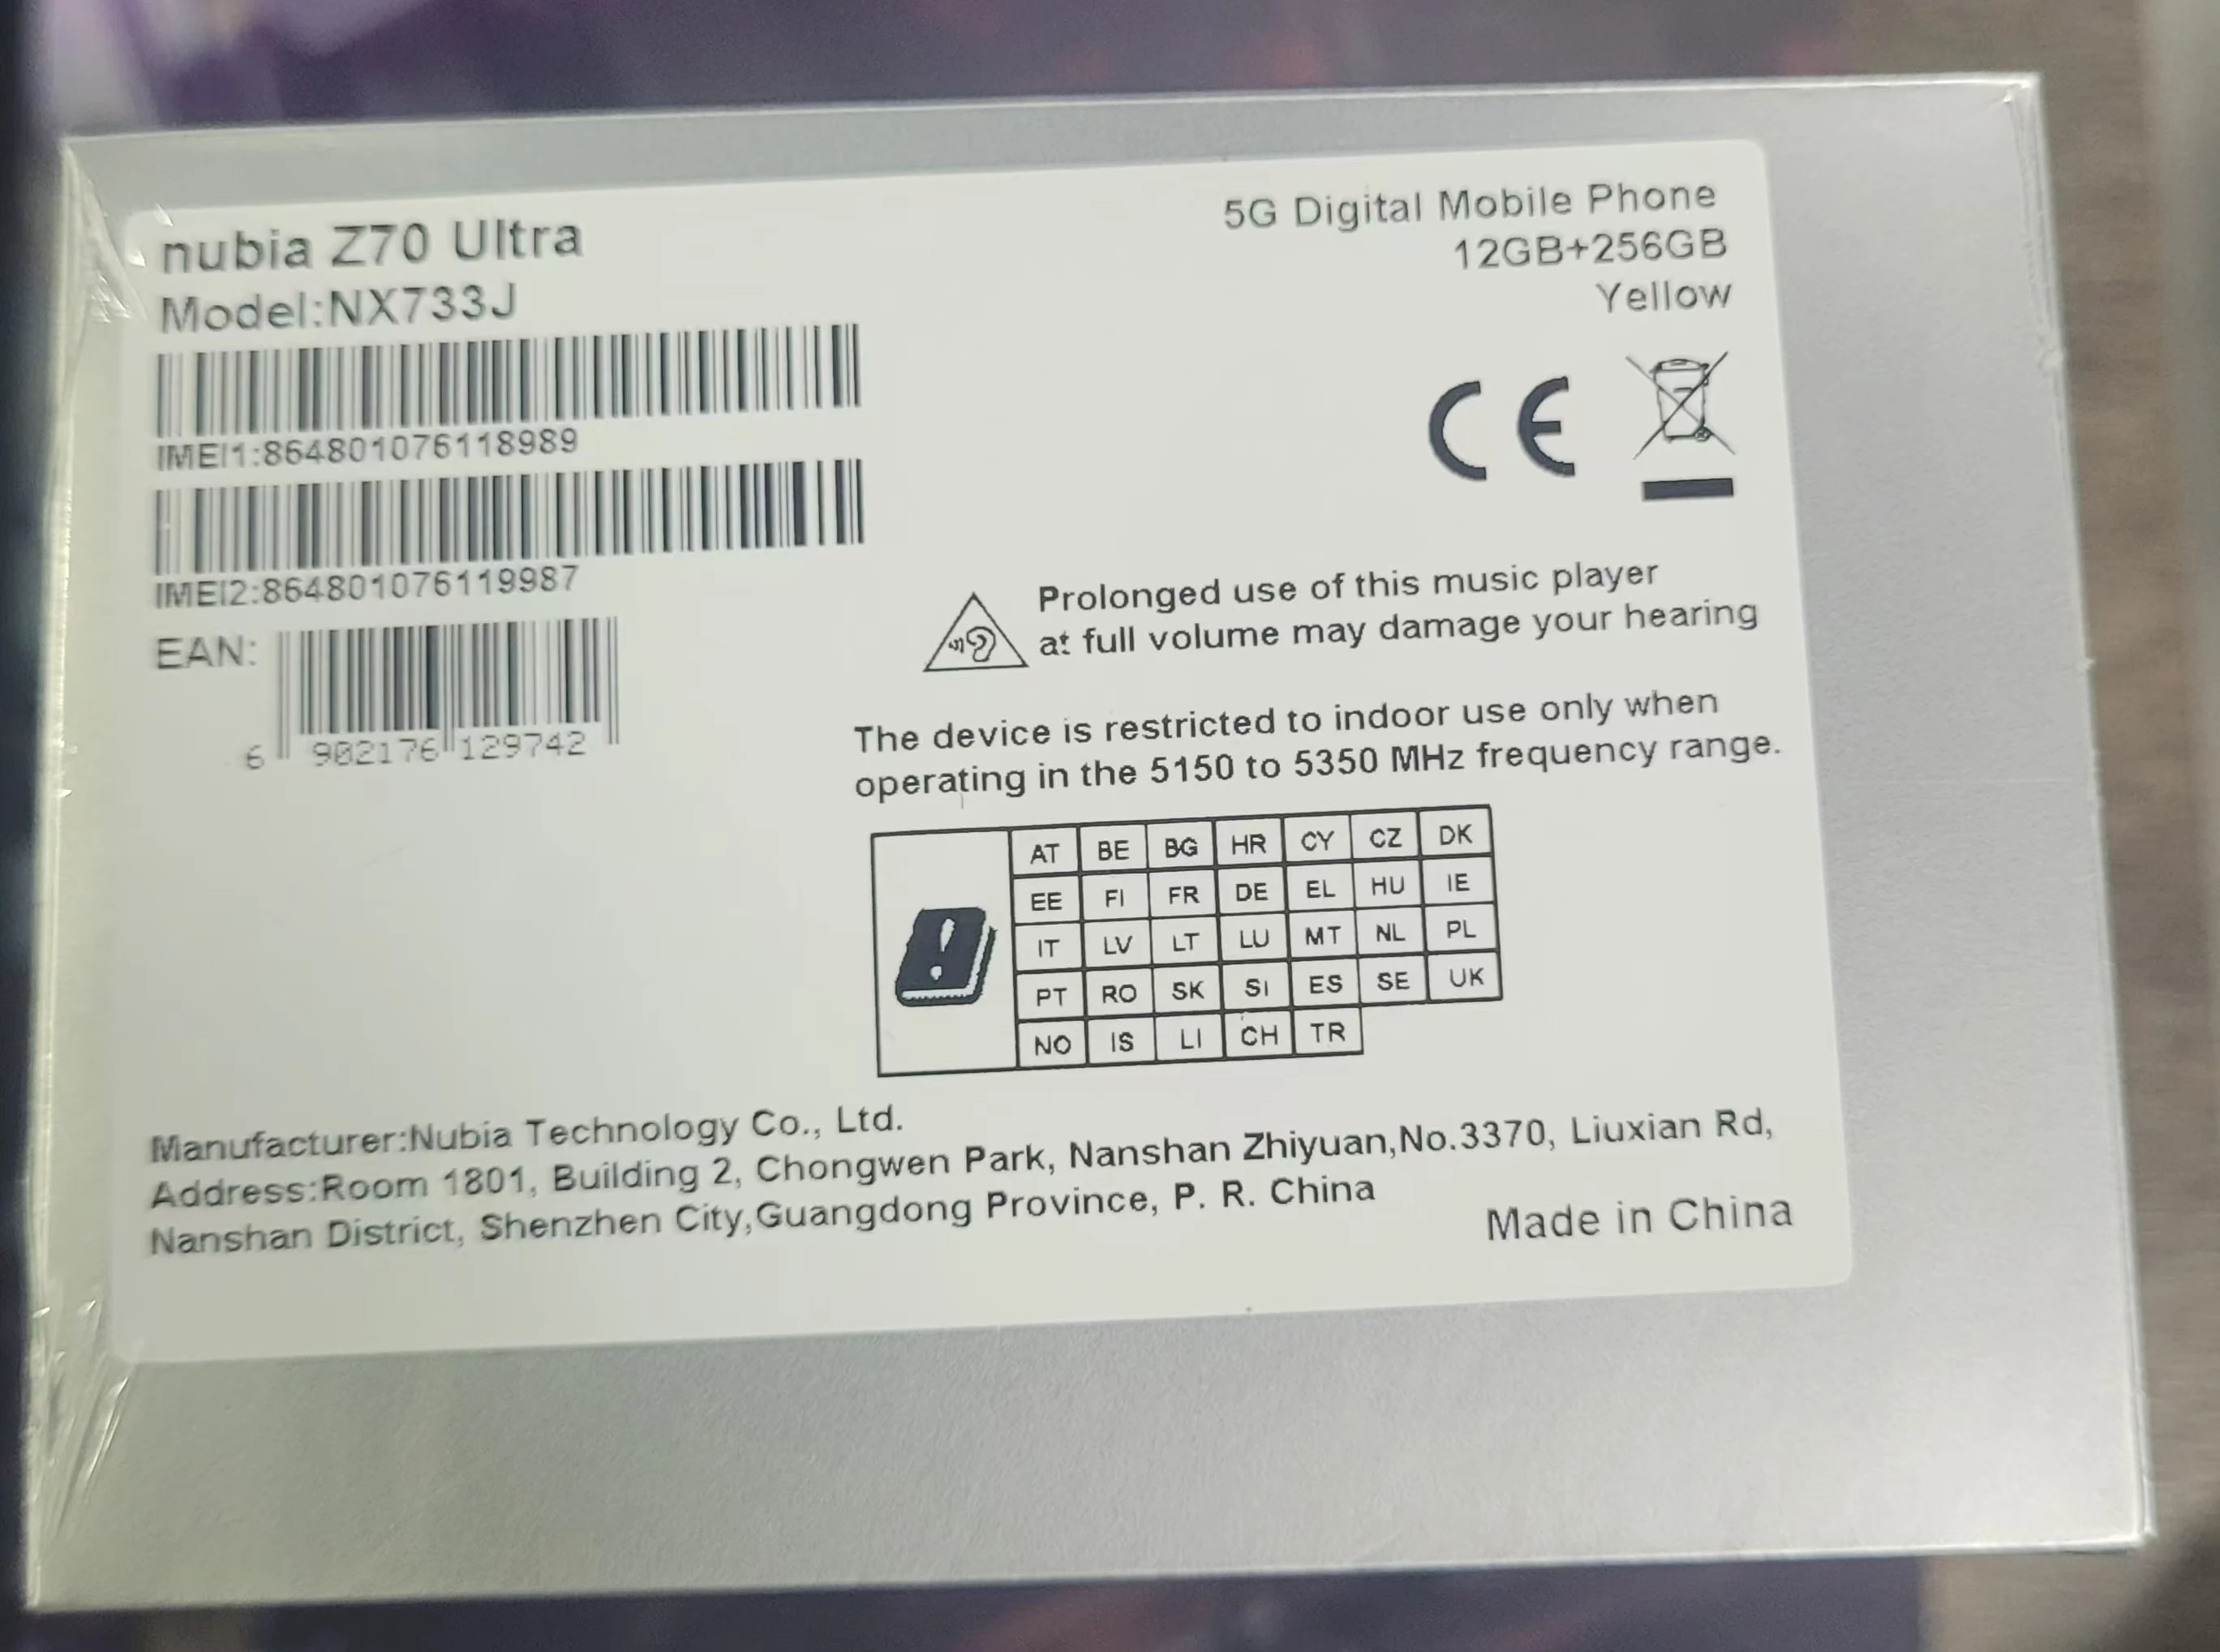 nubia Z70 Ultra
Model:NX733J
IMEI1:864801076118989
IMEI2:864801076119987
EAN:
6 902176 129742
5G Digital Mobile Phone
12GB+256GB
Yellow
CE
Prolonged use of this music player
at full volume may damage your hearing
The device is restricted to indoor use only when
operating in the 5150 to 5350 MHz frequency range.
AT BE BG HR CY CZ DK
EE FI FR DE EL HU IE
IT LV LT LU MT NL PL
PT RO SK SI ES SE UK
NO IS LI CH TR
Manufacturer:Nubia Technology Co., Ltd.
Address:Room 1801, Building 2, Chongwen Park, Nanshan Zhiyuan,No.3370, Liuxian Rd,
Nanshan District, Shenzhen City,Guangdong Province, P. R. China
Made in China